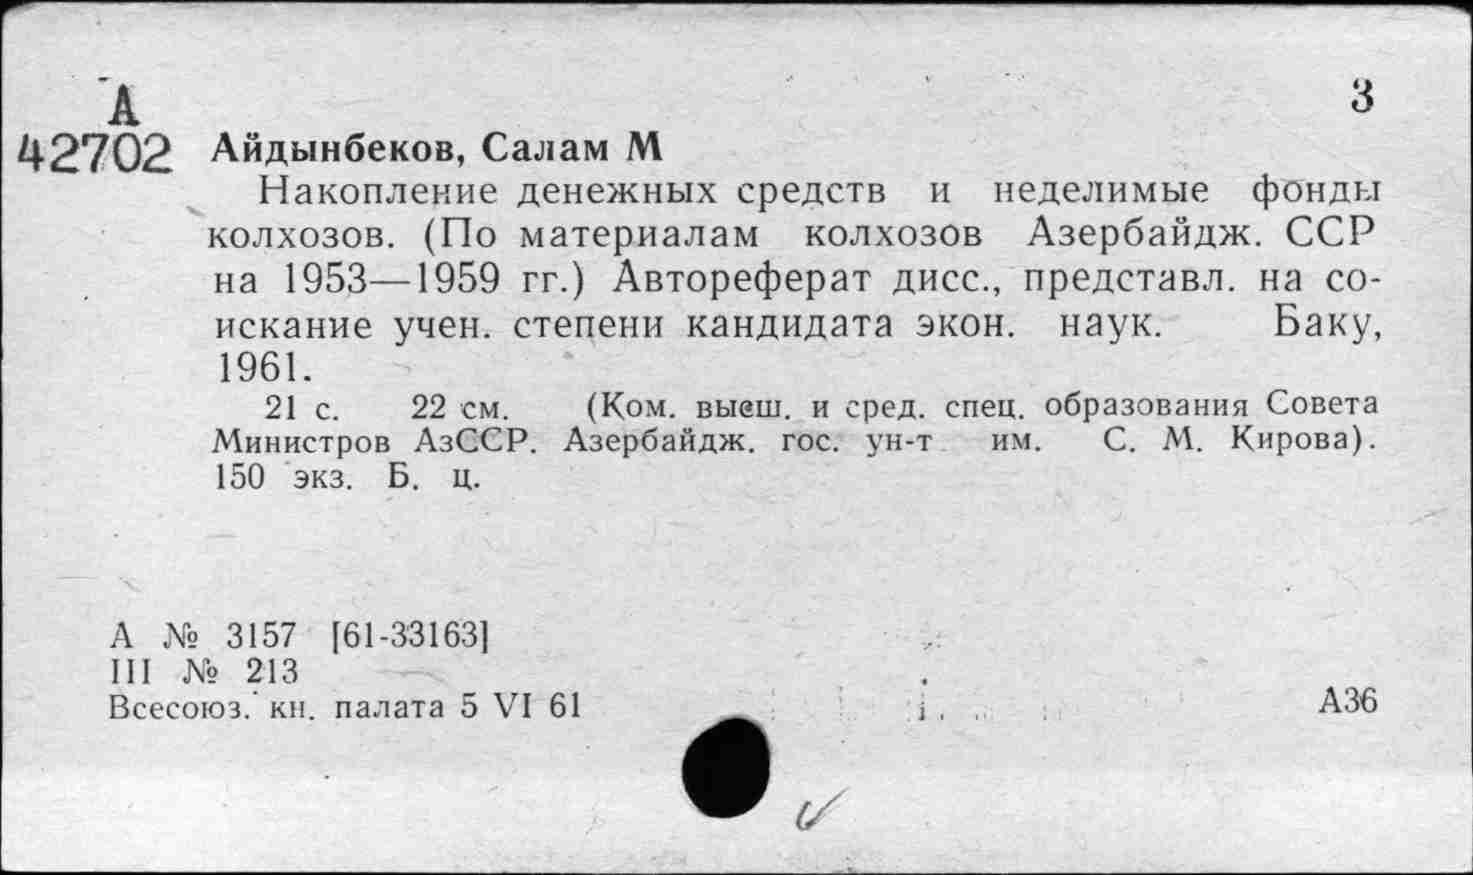 А
3
42702 Айдынбеков, Салам М
Накопление денежных средств и неделимые фонды
колхозов. (По материалам колхозов Азербайдж. ССР
на 1953—1959 гг.) Автореферат дисс., представл. на со-
искание учен. степени кандидата экон. наук. Баку,
1961.
21 с. 22 см. (Ком. высш. и сред. спец. образования Совета
Министров АзССР. Азербайдж. гос. ун-т им. С. М. Кирова).
150 экз. Б. ц.
А № 3157 [61-33163]
III № 213
Всесоюз. кн. палата 5 VI 61
А36